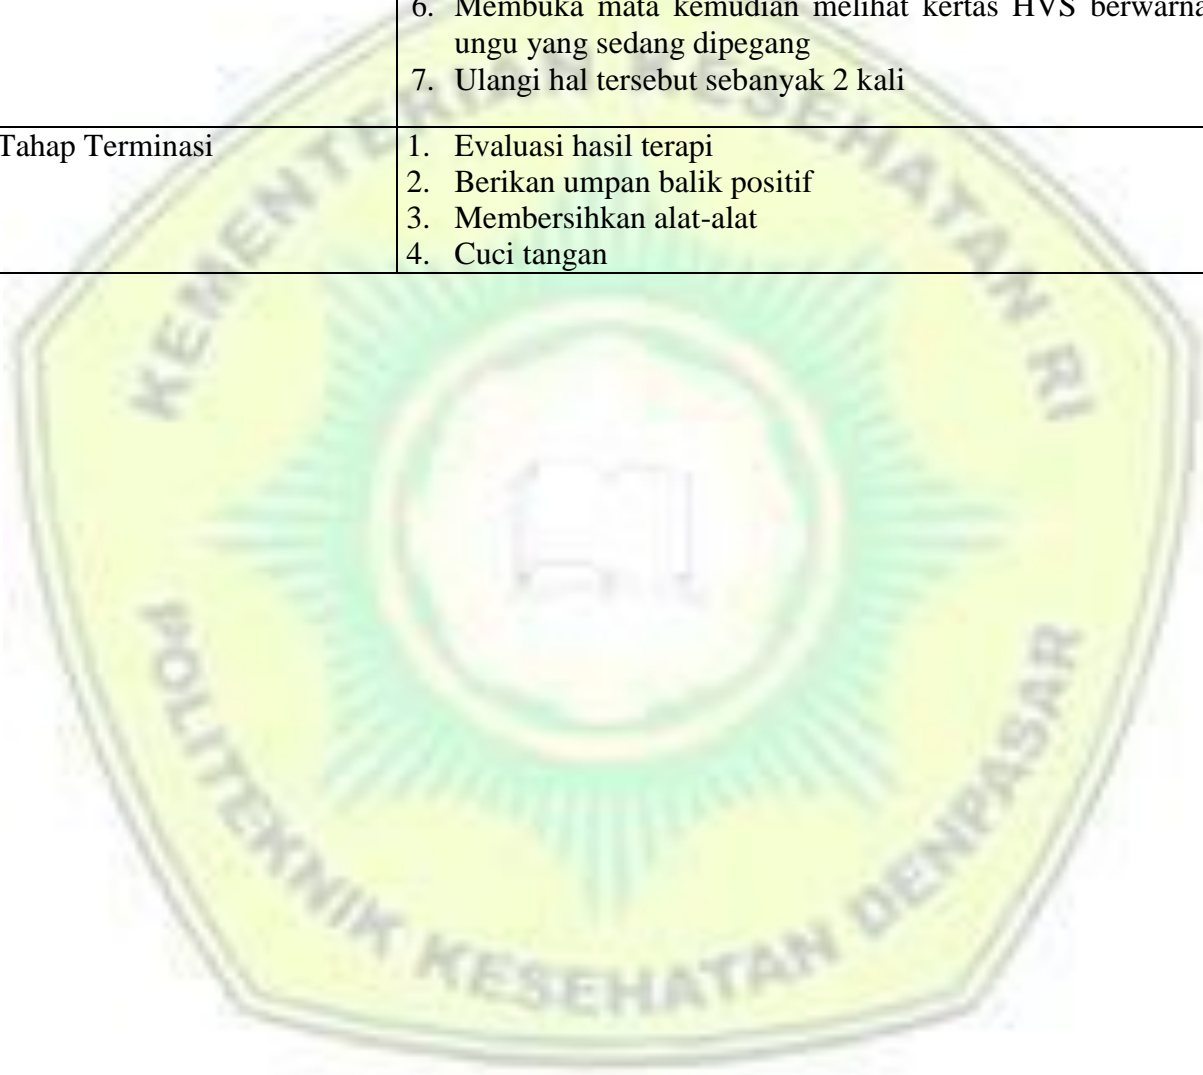 6. Membuka mata kemudian melihat kertas HVS berwarna
ungu yang sedang dipegang
7. Ulangi hal tersebut sebanyak 2 kali
Tahap Terminasi
1. Evaluasi hasil terapi
2. Berikan umpan balik positif
3. Membersihkan alat-alat
4. Cuci tangan
KEMENTERIAN KESEHATAN RI
POLITEKNIK KESEHATAN DENPASAR